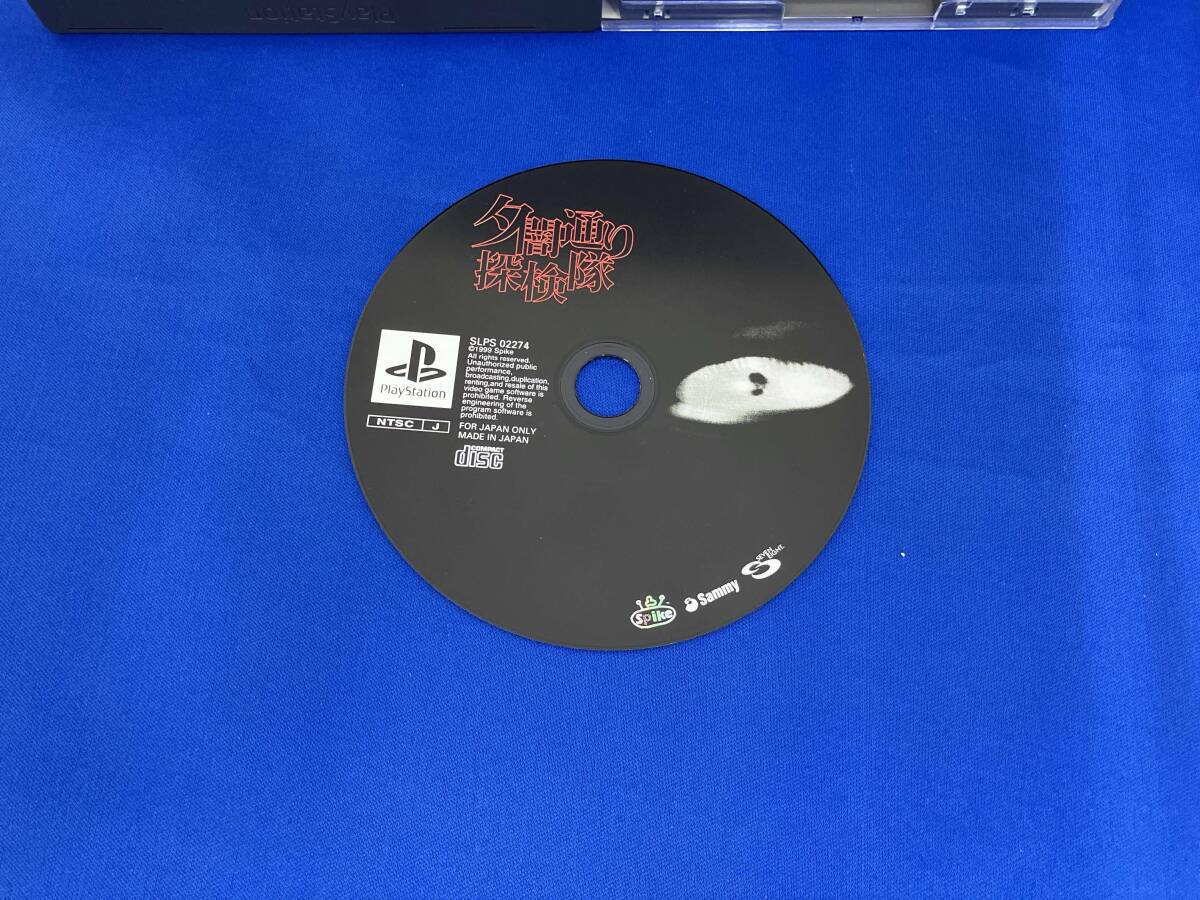 PlayStation
夕闇通り
探検隊
SLPS 02274
©1999 Spike
All rights reserved.
Unauthorized public
performance,
broadcasting,duplication,
renting,and resale of this
video game software is
prohibited. Reverse
engineering of the
program software is
prohibited.
FOR JAPAN ONLY
MADE IN JAPAN
PlayStation
NTSC J
COMPACT
disc
Spike
Sammy
SEVEN
EIGHT.